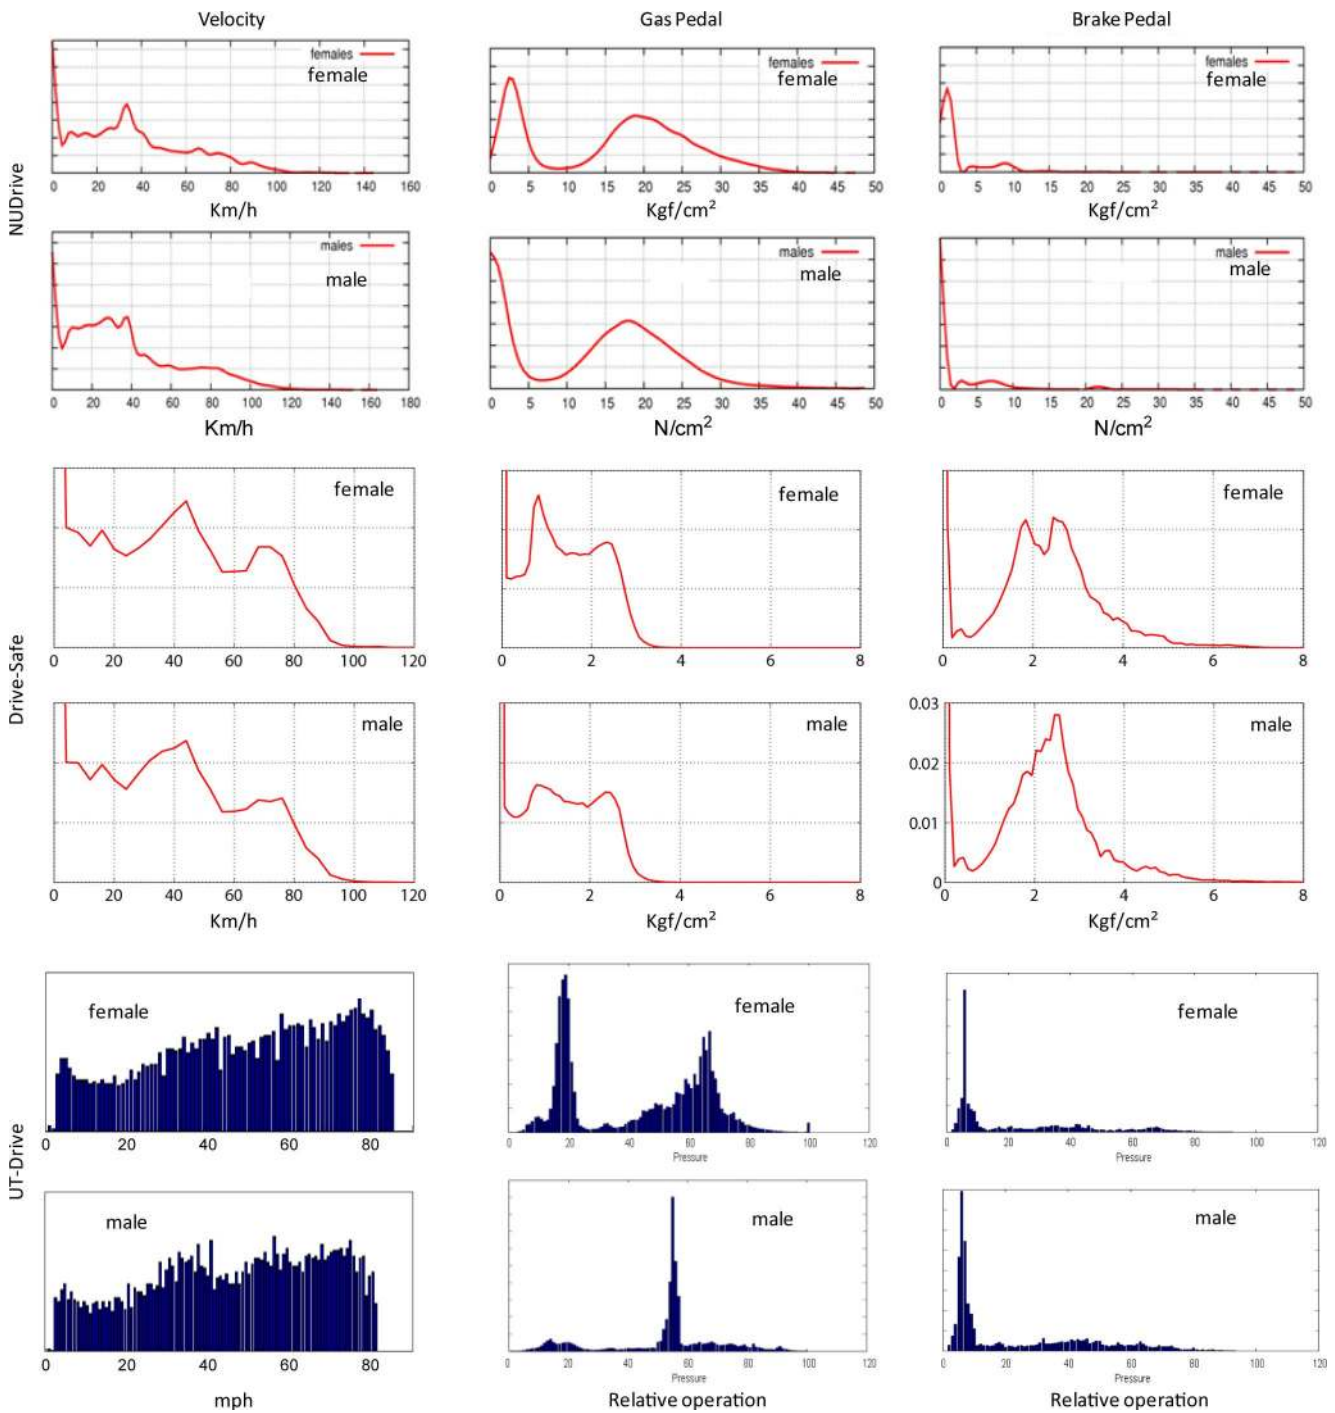 Velocity Gas Pedal Brake Pedal
NUDrive
females females females
female female female
0 20 40 60 80 100 120 140 160 0 5 10 15 20 25 30 35 40 45 50 0 5 10 15 20 25 30 35 40 45 50
Km/h Kgf/cm² Kgf/cm²
males males males
male male male
0 20 40 60 80 100 120 140 160 180 0 5 10 15 20 25 30 35 40 45 50 0 5 10 15 20 25 30 35 40 45 50
Km/h N/cm² N/cm²
Drive-Safe
female female female
0 20 40 60 80 100 120 0 2 4 6 8 0 2 4 6 8
male male 0.03 male
0.02
0.01
0
0 20 40 60 80 100 120 0 2 4 6 8 0 2 4 6 8
Km/h Kgf/cm² Kgf/cm²
UT-Drive
female female female
0 20 40 60 80 0 20 40 60 80 100 120 0 20 40 60 80 100 120
Pressure Pressure
male male male
0 20 40 60 80 0 20 40 60 80 100 120 0 20 40 60 80 100 120
Pressure Pressure
mph Relative operation Relative operation